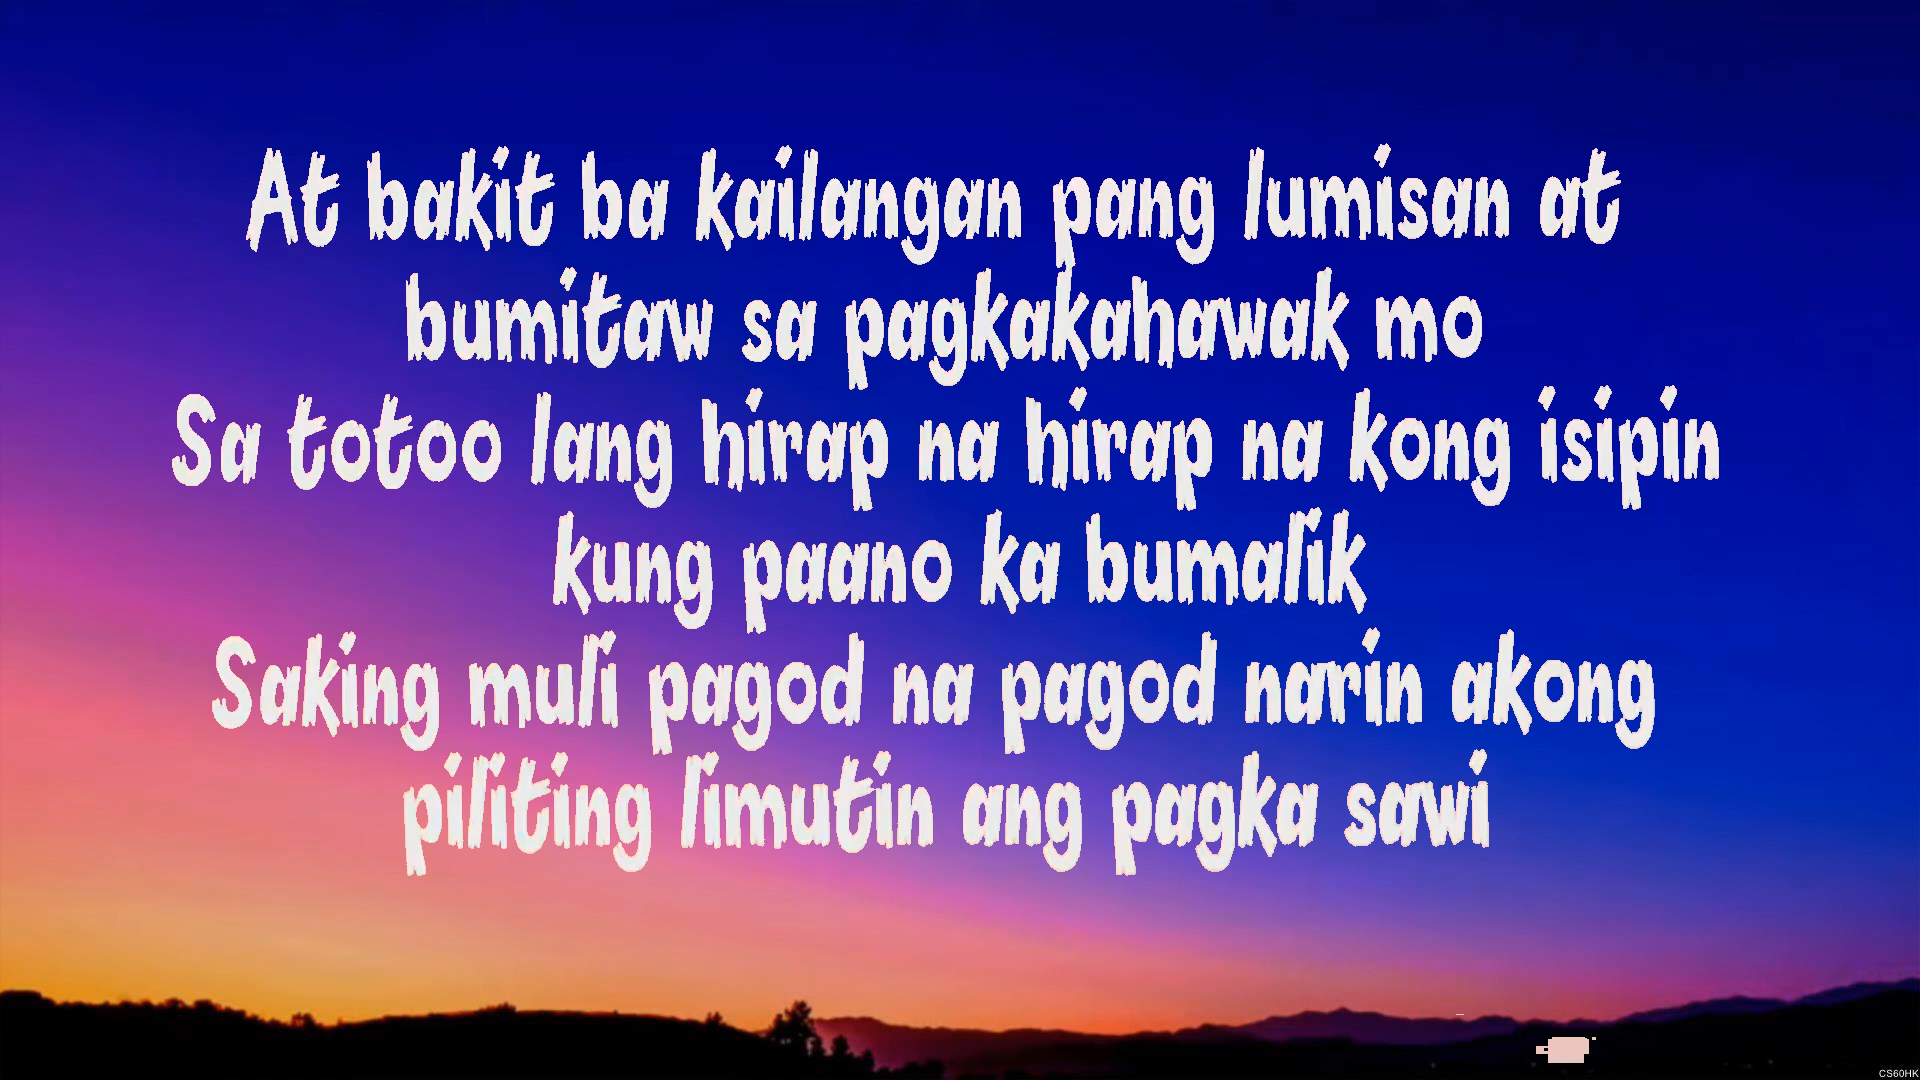 At bakit ba kailangan pang lumisan at
bumitaw sa pagkakahawak mo
Sa totoo lang hirap na hirap na kong isipin
kung paano ka bumalik
Saking muli pagod na pagod narin akong
piliting limutin ang pagka sawi
CS60HK